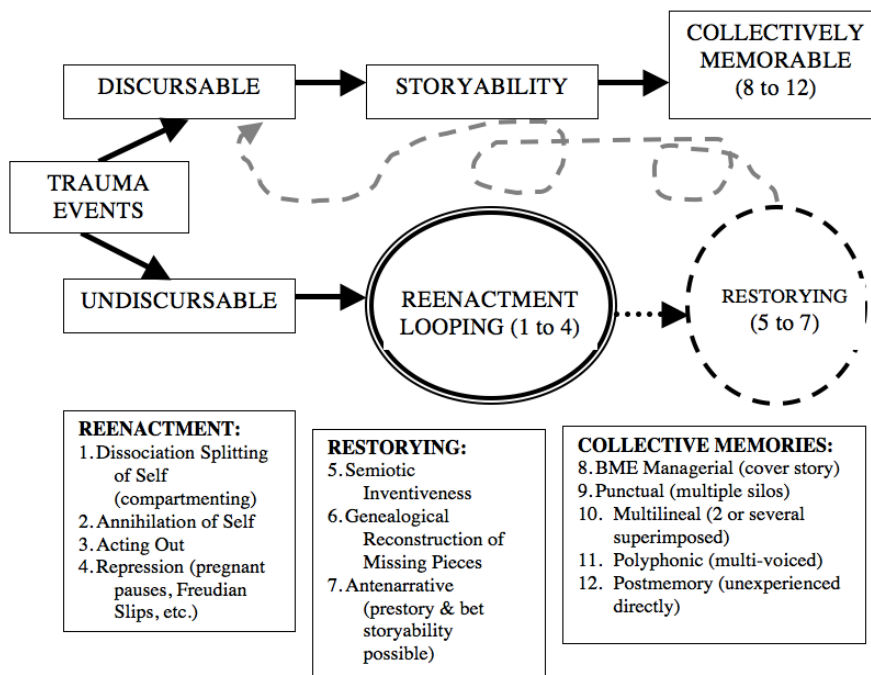 COLLECTIVELY
MEMORABLE
(8 to 12)
DISCURSABLE
STORYABILITY
TRAUMA
EVENTS
UNDISCURSABLE
REENACTMENT
LOOPING (1 to 4)
RESTORYING
(5 to 7)
REENACTMENT:
1. Dissociation Splitting
of Self
(compartmenting)
2. Annihilation of Self
3. Acting Out
4. Repression (pregnant
pauses, Freudian
Slips, etc.)
RESTORYING:
5. Semiotic
Inventiveness
6. Genealogical
Reconstruction of
Missing Pieces
7. Antenarrative
(prestory & bet
storyability
possible)
COLLECTIVE MEMORIES:
8. BME Managerial (cover story)
9. Punctual (multiple silos)
10. Multilineal (2 or several
superimposed)
11. Polyphonic (multi-voiced)
12. Postmemory (unexperienced
directly)